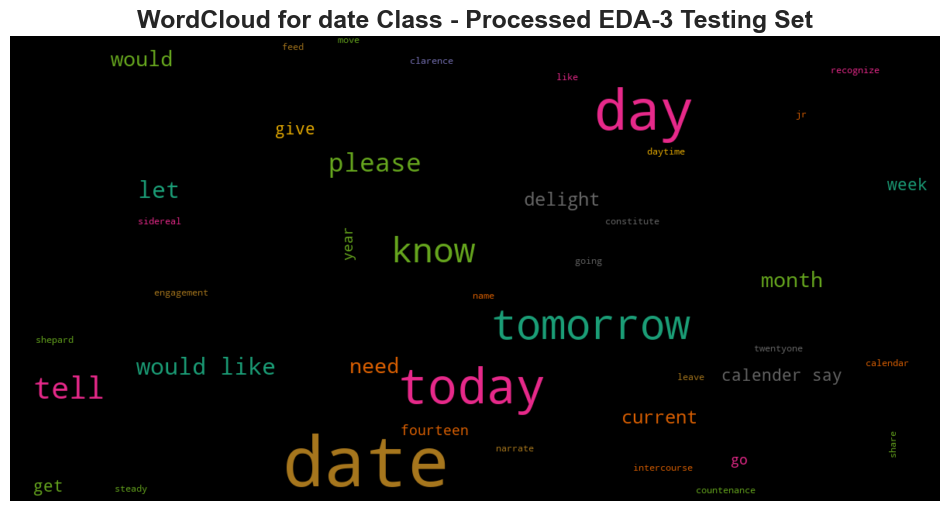 WordCloud for date Class - Processed EDA-3 Testing Set
move
feed
would
clarence
like
recognize
day
jr
give
daytime
please
let
week
delight
sidereal
constitute
year
know
going
month
engagement
name
tomorrow
shepard
twentyone
would like
need
calendar
tell
today
leave
calender say
current
fourteen
share
narrate
date
go
intercourse
get
steady
countenance